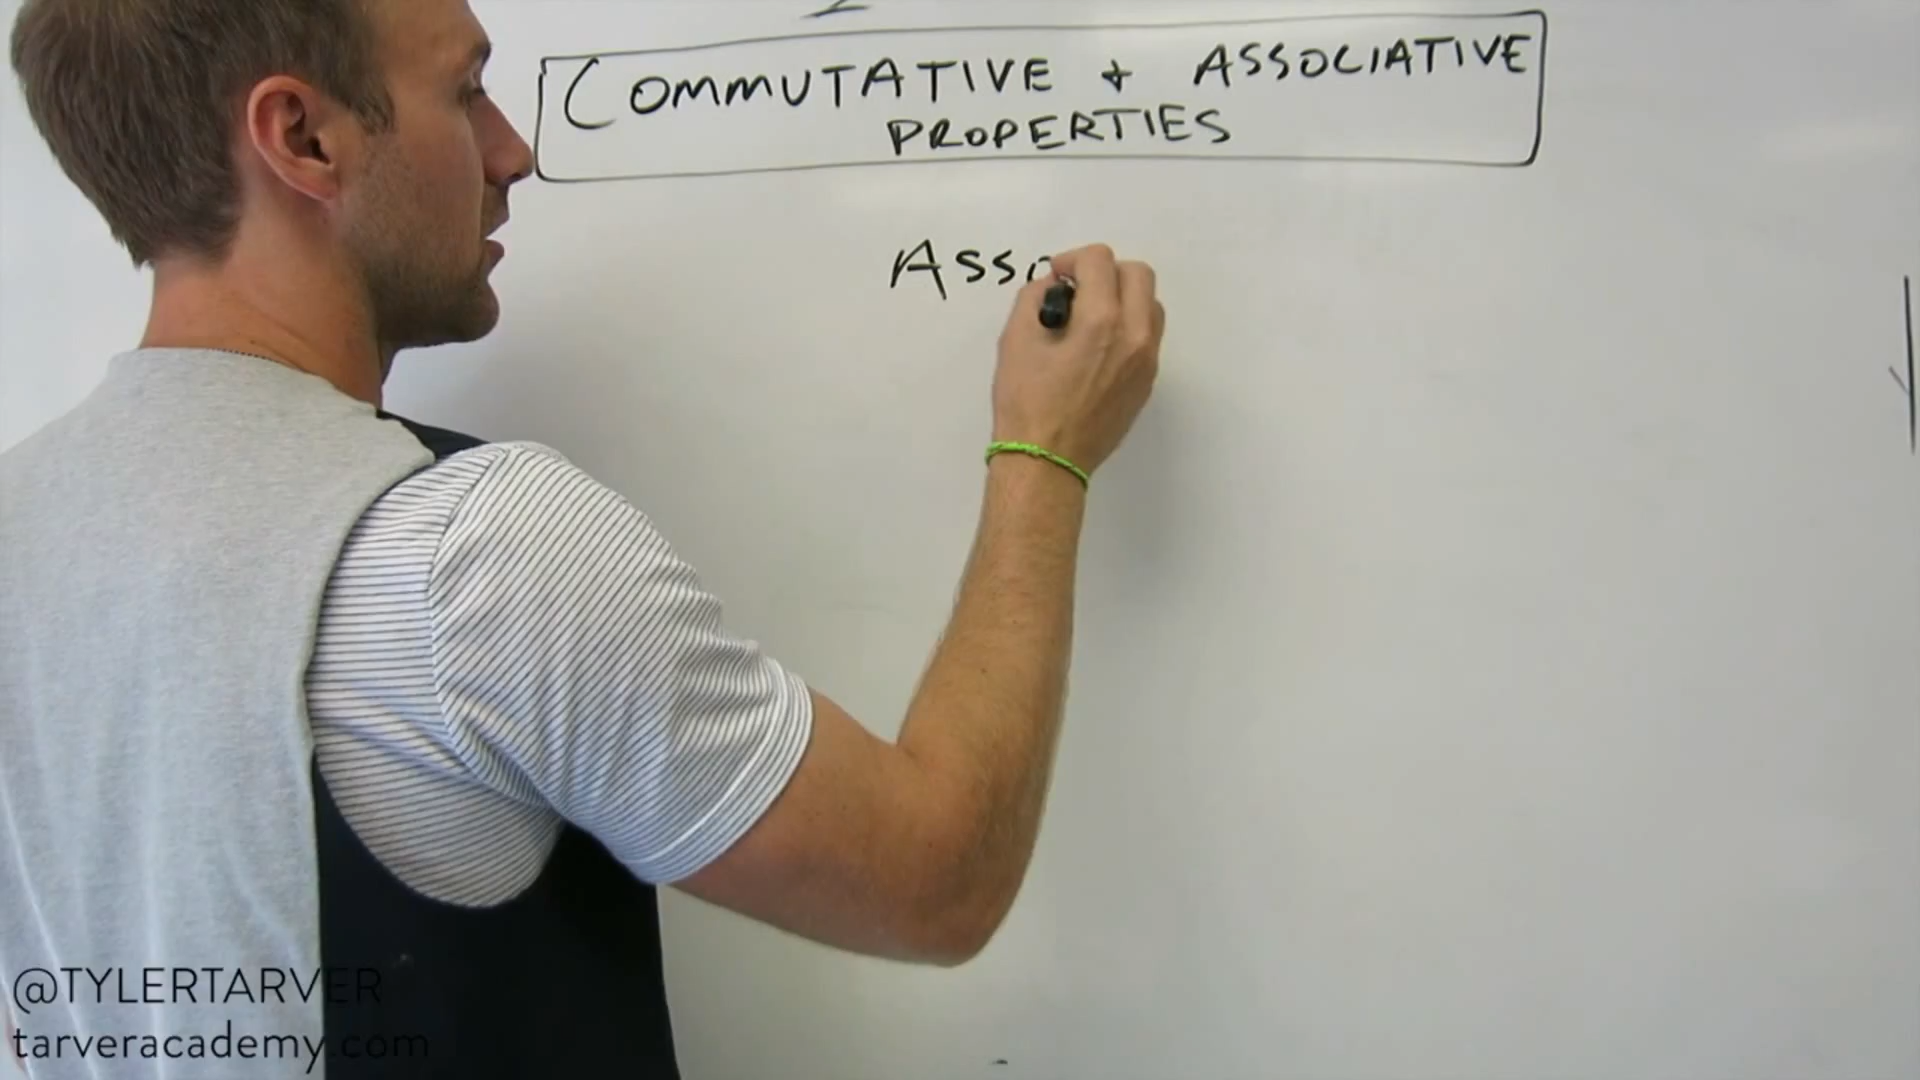 COMMUTATIVE + ASSOCIATIVE
PROPERTIES
Asso
@TYLERTARVER
tarveracademy.com